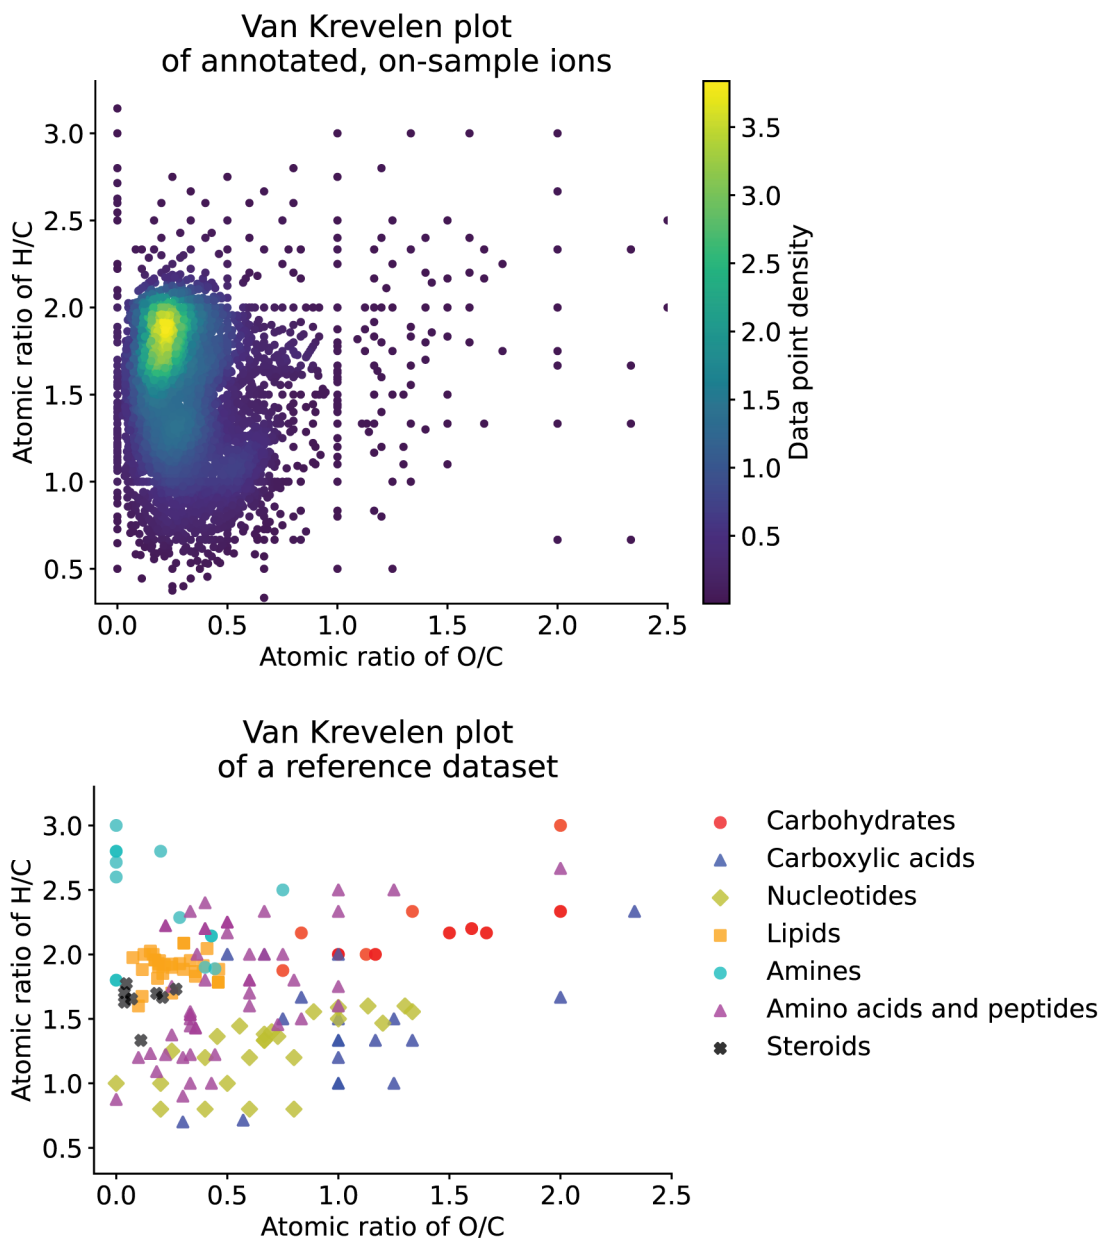 Van Krevelen plot
of annotated, on-sample ions
3.0
2.5
2.0
1.5
1.0
0.5
Atomic ratio of H/C
0.0 0.5 1.0 1.5 2.0 2.5
Atomic ratio of O/C
3.5
3.0
2.5
2.0
1.5
1.0
0.5
Data point density
Van Krevelen plot
of a reference dataset
3.0
2.5
2.0
1.5
1.0
0.5
Atomic ratio of H/C
0.0 0.5 1.0 1.5 2.0 2.5
Atomic ratio of O/C
Carbohydrates
Carboxylic acids
Nucleotides
Lipids
Amines
Amino acids and peptides
Steroids